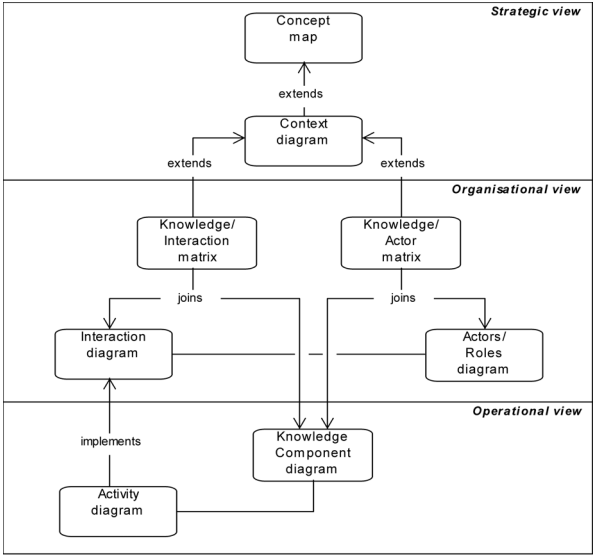 Strategic view
Concept
map
extends
Context
diagram
extends
extends
Organisational view
Knowledge/
Interaction
matrix
Knowledge/
Actor
matrix
joins
joins
Interaction
diagram
Actors/
Roles
diagram
Operational view
implements
Knowledge
Component
diagram
Activity
diagram